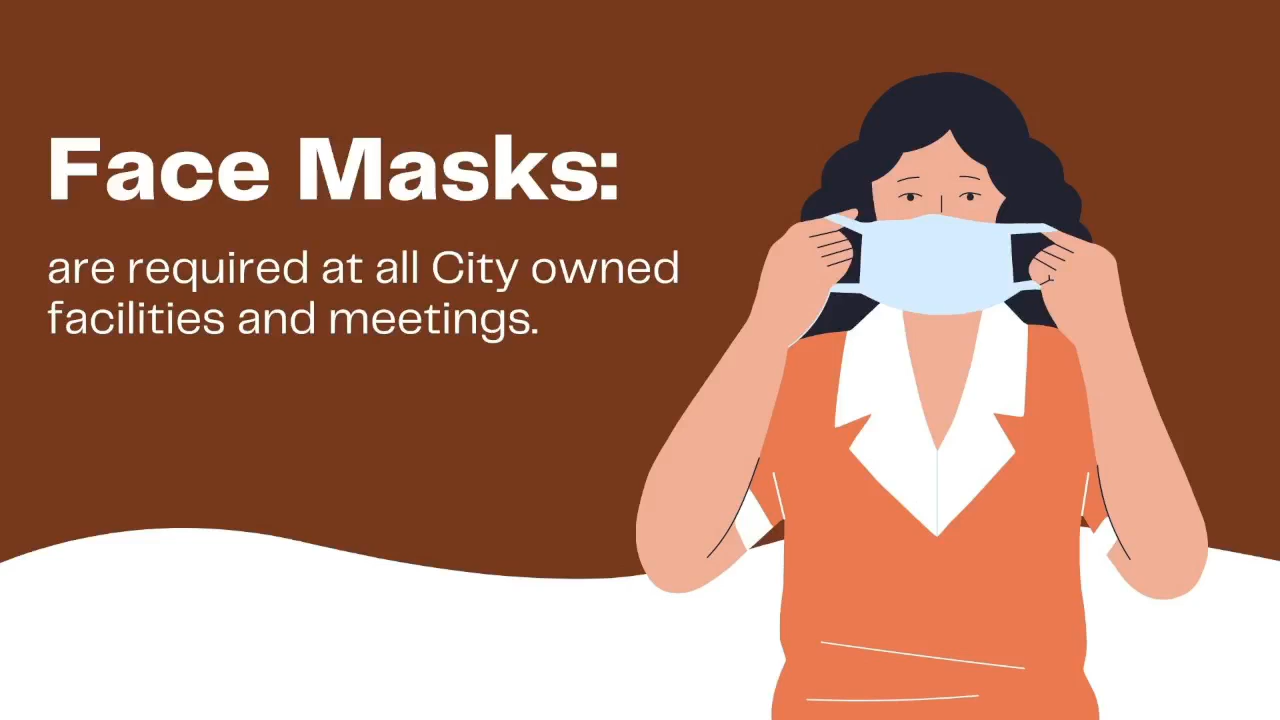 Face Masks:
are required at all City owned
facilities and meetings.